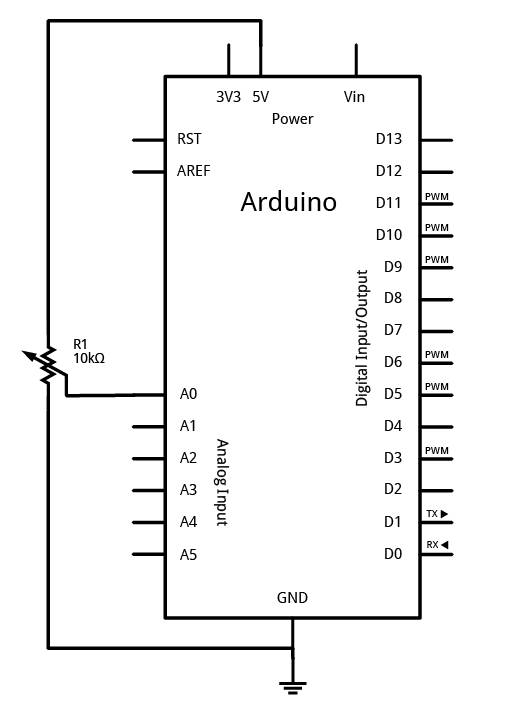 3V3 5V Vin
Power
RST D13
AREF D12
Arduino
D11 PWM
D10 PWM
D9 PWM
D8
D7
Digital Input/Output
R1
10kΩ
D6 PWM
A0 D5 PWM
A1 D4
A2 D3 PWM
A3 D2
Analog Input
A4 D1 TX ►
A5 D0 RX ◄
GND